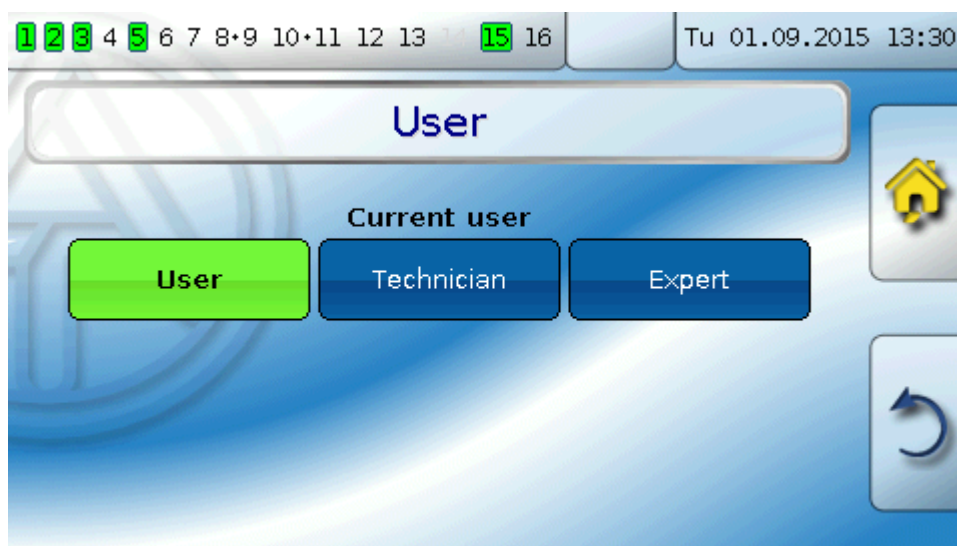 1 2 3 4 5 6 7 8•9 10•11 12 13 14 15 16 Tu 01.09.2015 13:30
User
Current user
User Technician Expert